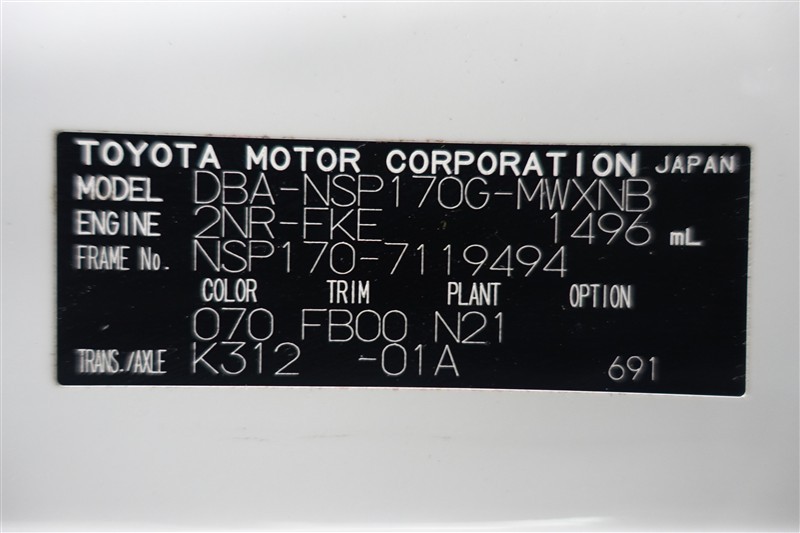 TOYOTA MOTOR CORPORATION JAPAN
MODEL DBA-NSP170G-MWXNB
ENGINE 2NR-FKE 1496 mL
FRAME No. NSP170-7119494
COLOR TRIM PLANT OPTION
070 FB00 N21
TRANS./AXLE K312 -01A 691